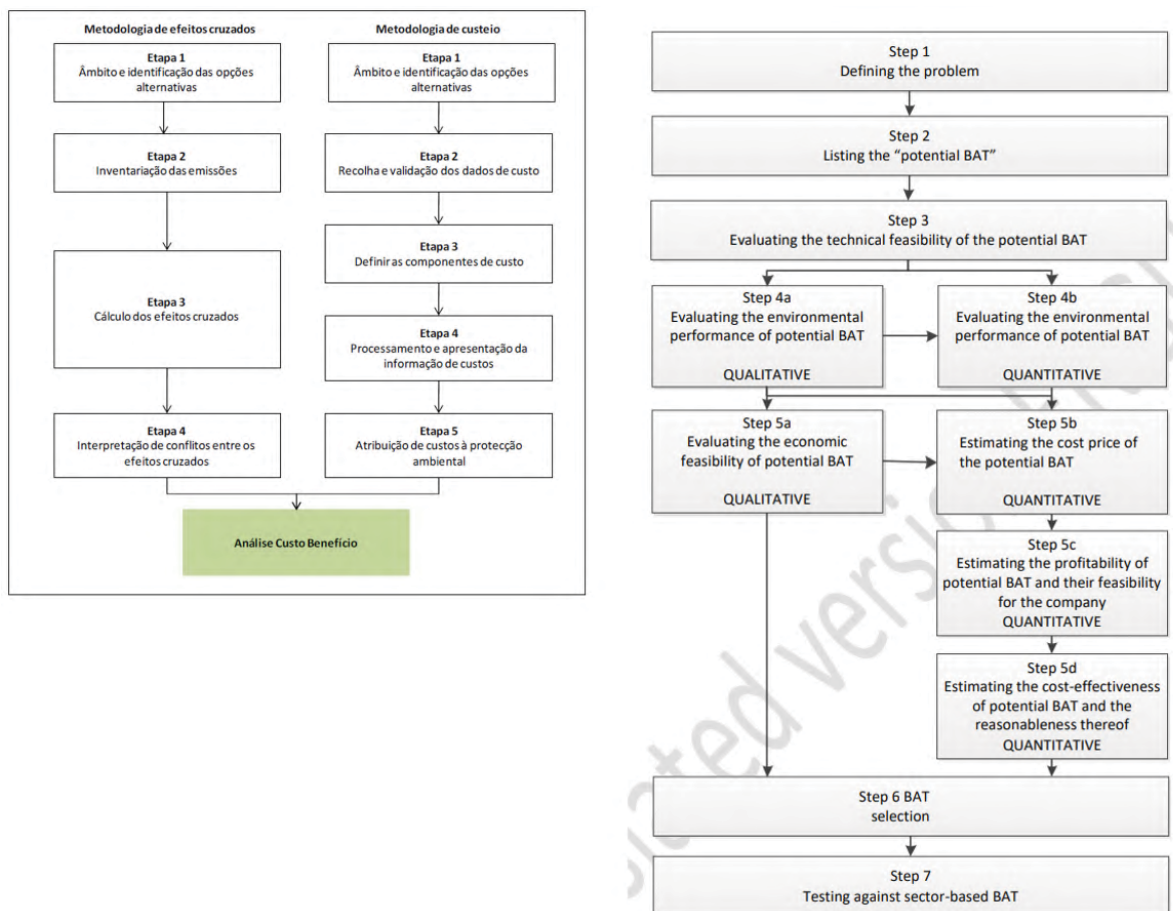 Metodologia de efeitos cruzados
Etapa 1
Âmbito e identificação das opções
alternativas
Etapa 2
Inventariação das emissões
Etapa 3
Cálculo dos efeitos cruzados
Etapa 4
Interpretação de conflitos entre os
efeitos cruzados
Metodologia de custeio
Etapa 1
Âmbito e identificação das opções
alternativas
Etapa 2
Recolha e validação dos dados de custo
Etapa 3
Definir as componentes de custo
Etapa 4
Processamento e apresentação da
informação de custos
Etapa 5
Atribuição de custos à protecção
ambiental
Análise Custo Benefício
Step 1
Defining the problem
Step 2
Listing the “potential BAT”
Step 3
Evaluating the technical feasibility of the potential BAT
Step 4a
Evaluating the environmental
performance of potential BAT
QUALITATIVE
Step 4b
Evaluating the environmental
performance of potential BAT
QUANTITATIVE
Step 5a
Evaluating the economic
feasibility of potential BAT
QUALITATIVE
Step 5b
Estimating the cost price of
the potential BAT
QUANTITATIVE
Step 5c
Estimating the profitability of
potential BAT and their feasibility
for the company
QUANTITATIVE
Step 5d
Estimating the cost-effectiveness
of potential BAT and the
reasonableness thereof
QUANTITATIVE
Step 6 BAT
selection
Step 7
Testing against sector-based BAT